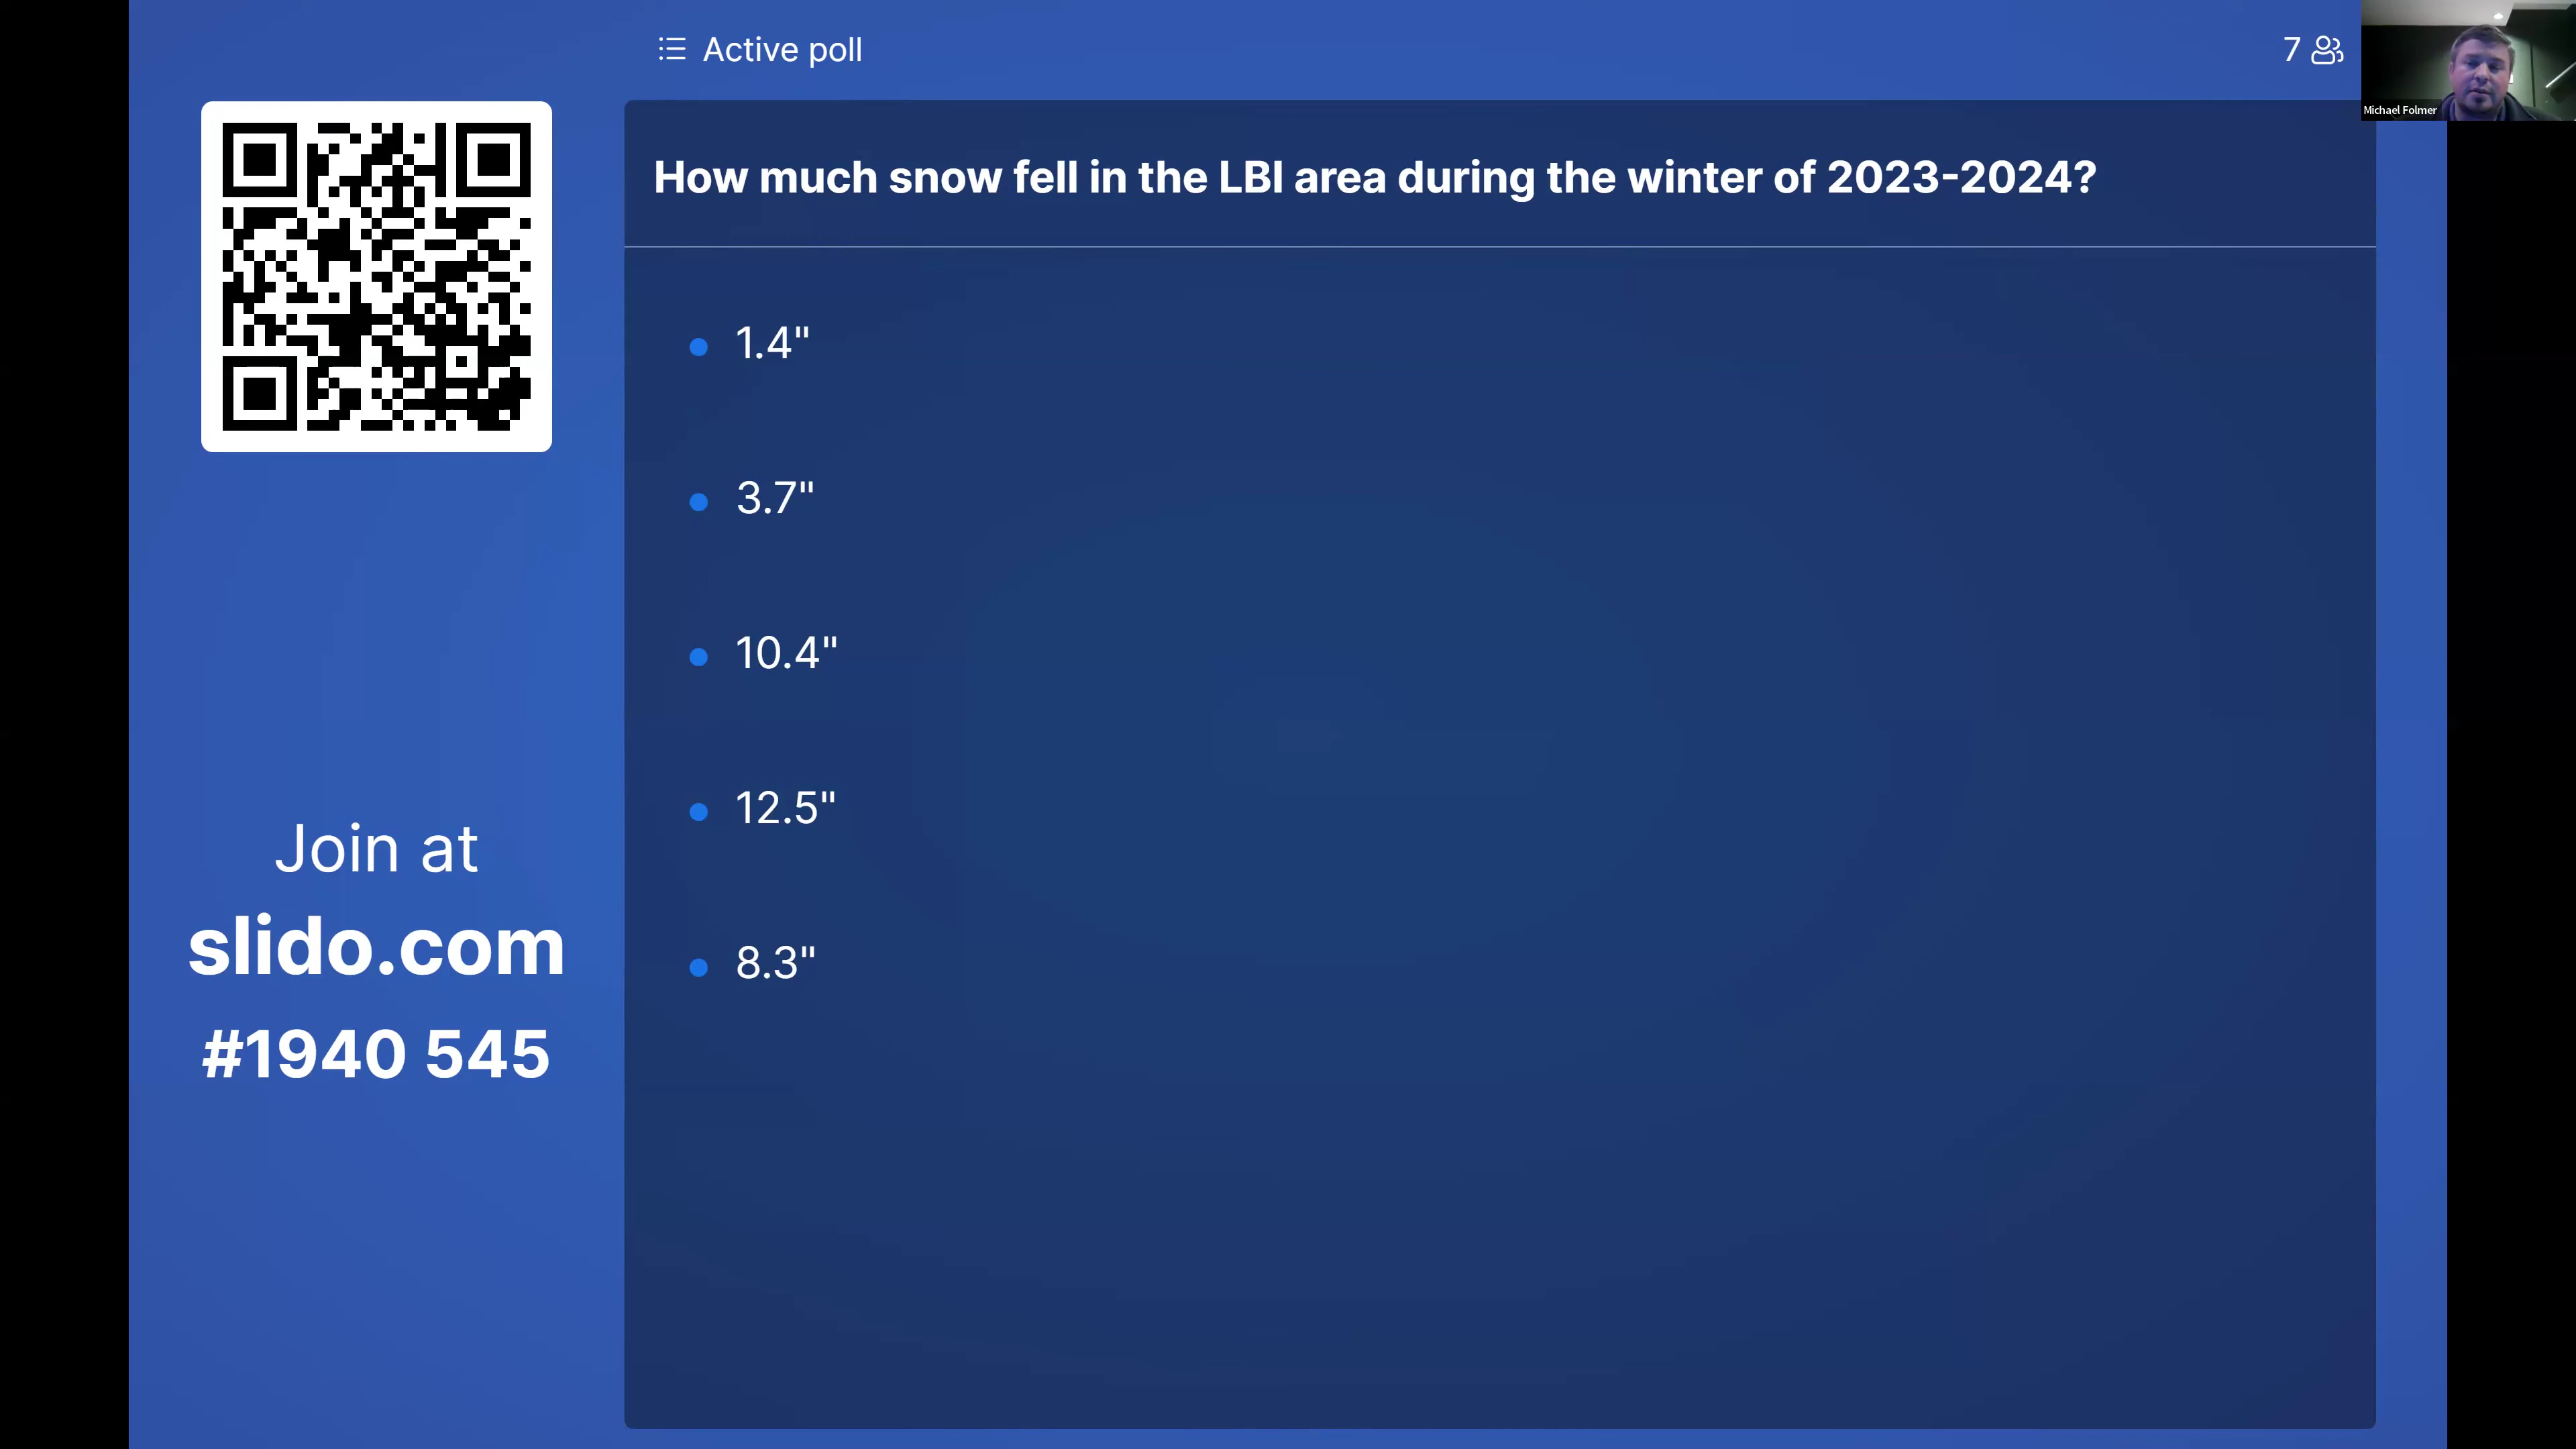 Active poll
7
Michael Folmer
How much snow fell in the LBI area during the winter of 2023-2024?
1.4"
3.7"
10.4"
12.5"
8.3"
Join at
slido.com
#1940 545